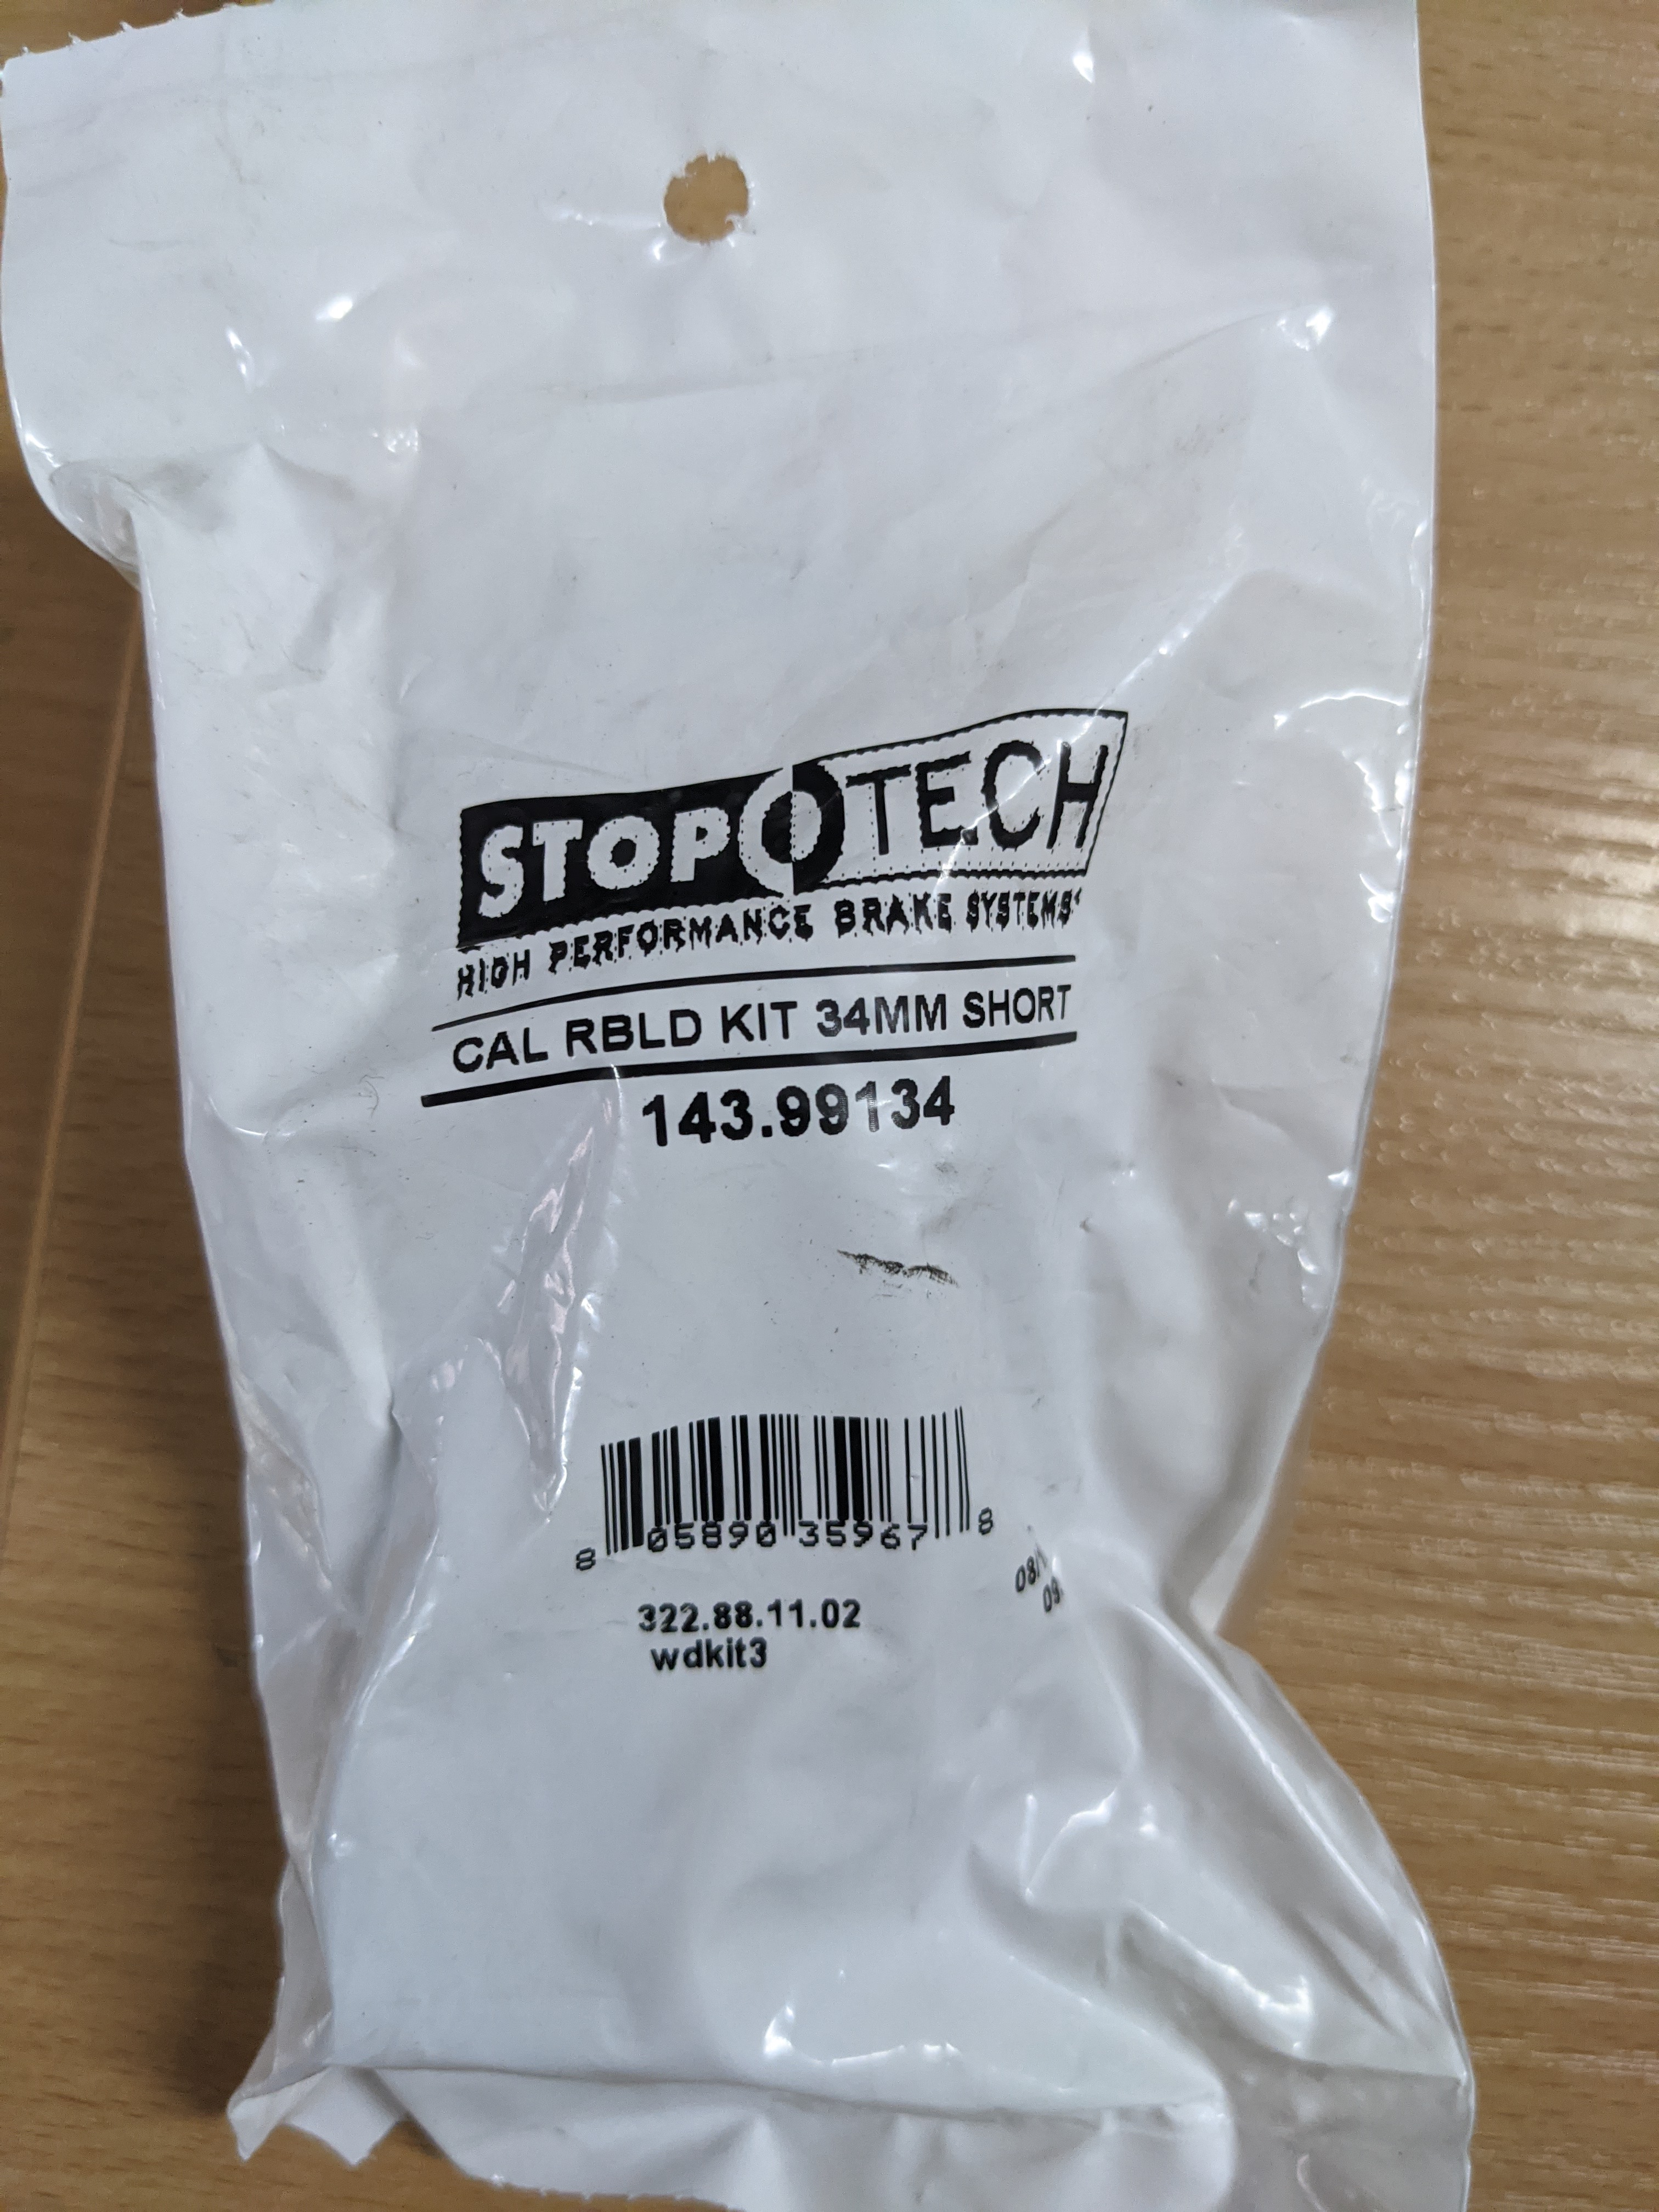 STOPTECH
HIGH PERFORMANCE BRAKE SYSTEMS
CAL RBLD KIT 34MM SHORT
143.99134
8 05890 35967 8
322.88.11.02
wdkit3